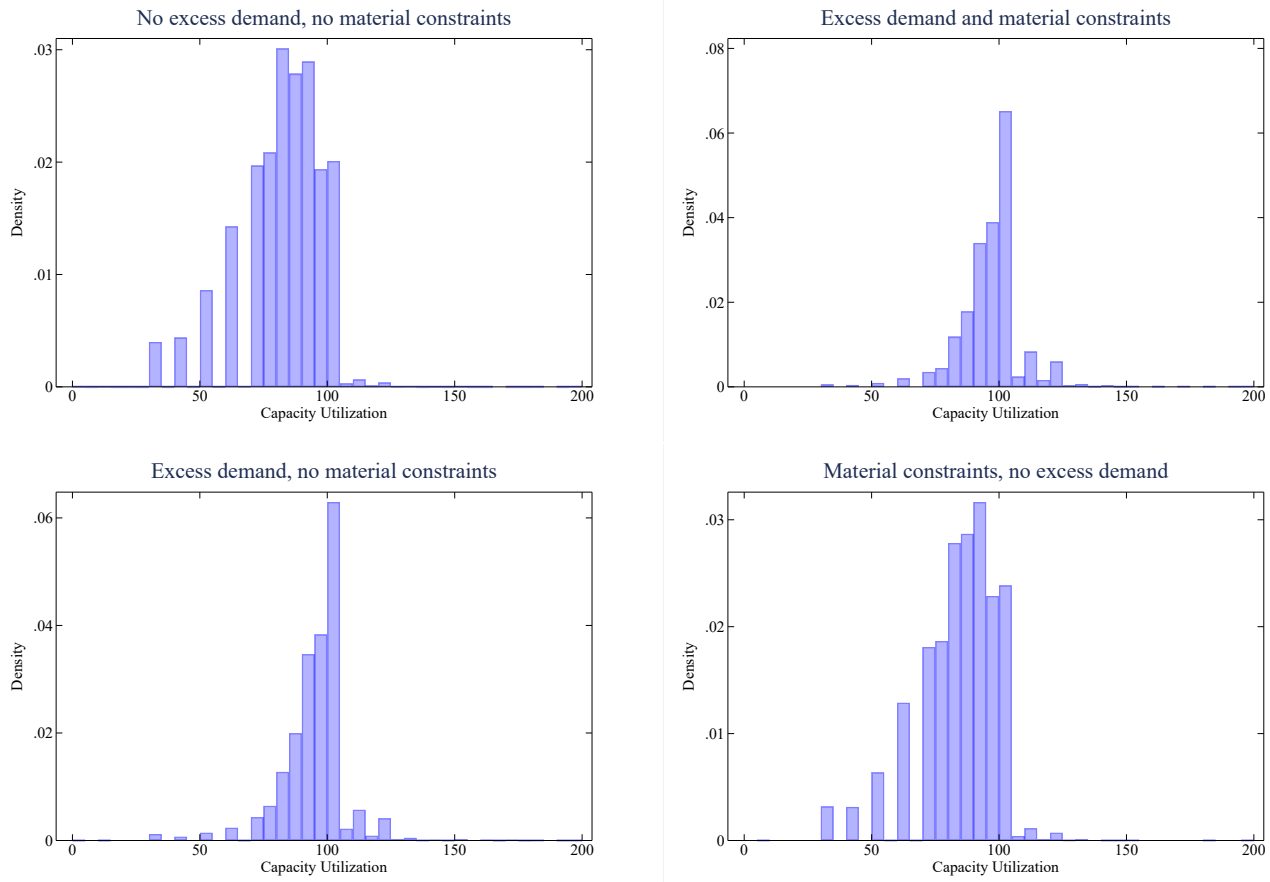 No excess demand, no material constraints
.03
.02
.01
0
Density
0 50 100 150 200
Capacity Utilization
Excess demand and material constraints
.08
.06
.04
.02
0
Density
0 50 100 150 200
Capacity Utilization
Excess demand, no material constraints
.06
.04
.02
0
Density
0 50 100 150 200
Capacity Utilization
Material constraints, no excess demand
.03
.02
.01
0
Density
0 50 100 150 200
Capacity Utilization